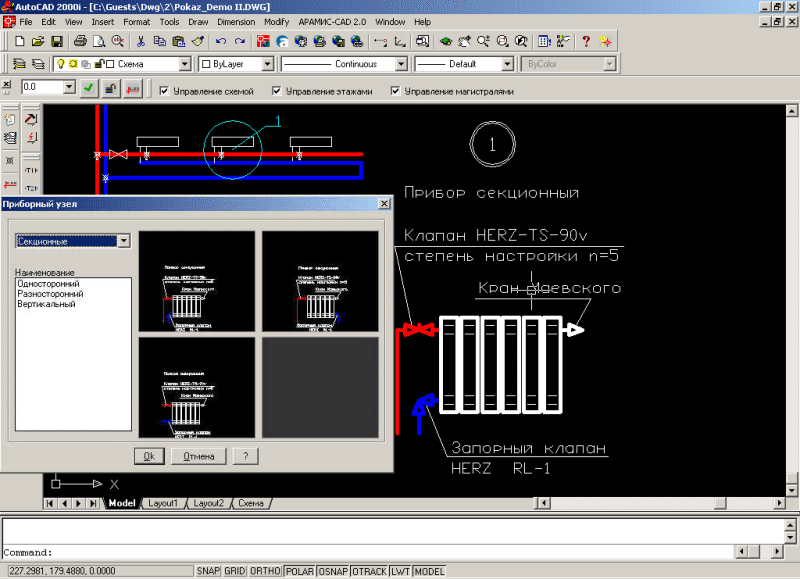 AutoCAD 2000i - [C:\Guests\Dwg\2\Pokaz_Demo II.DWG]
File Edit View Insert Format Tools Draw Dimension Modify АРАМИС-CAD 2.0 Window Help
Схема ByLayer Continuous Default ByColor
0.0 Управление схемой Управление этажами Управление магистралями
1
1
Прибор секционный
Приборный узел
Клапан HERZ-TS-90v
степень настройки n=5
Секционные
Наименование
Односторонний
Разносторонний
Вертикальный
Кран Маевского
Ok Отмена ?
Запорный клапан
HERZ RL-1
X
Model Layout1 Layout2 Схема
Command:
227.2981, 179.4880, 0.0000 SNAP GRID ORTHO POLAR OSNAP OTRACK LWT MODEL